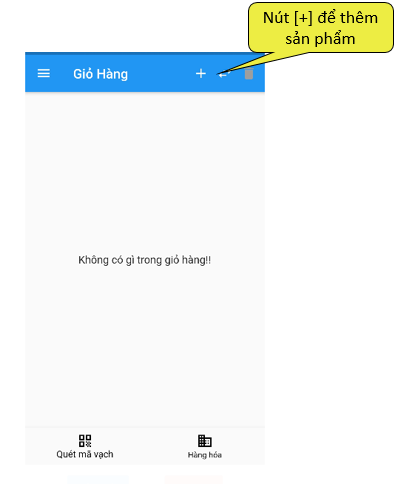 Nút [+] để thêm
sản phẩm
Giỏ Hàng
Không có gì trong giỏ hàng!!
Quét mã vạch
Hàng hóa